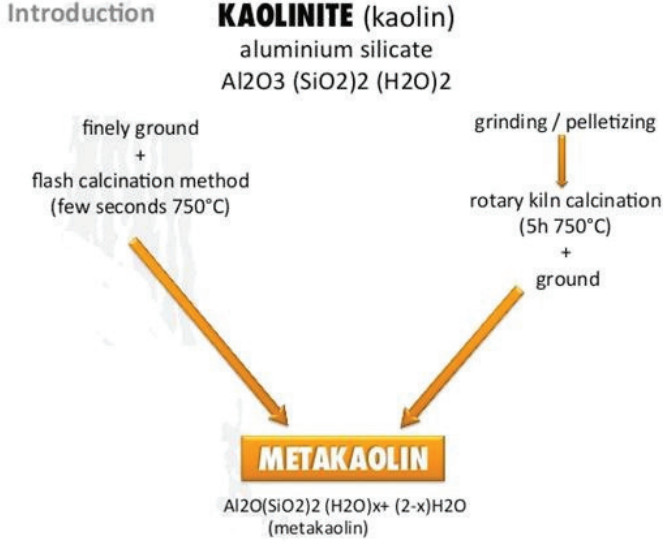 Introduction
KAOLINITE (kaolin)
aluminium silicate
Al2O3 (SiO2)2 (H2O)2
finely ground
+
flash calcination method
(few seconds 750°C)
grinding / pelletizing
rotary kiln calcination
(5h 750°C)
+
ground
METAKAOLIN
Al2O(SiO2)2 (H2O)x+ (2-x)H2O
(metakaolin)